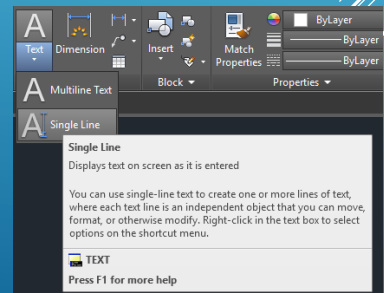 A
Text
Dimension
Insert
Match
Properties
ByLayer
ByLayer
ByLayer
Block
Properties
A Multiline Text
A Single Line
Single Line
Displays text on screen as it is entered
You can use single-line text to create one or more lines of text,
where each text line is an independent object that you can move,
format, or otherwise modify. Right-click in the text box to select
options on the shortcut menu.
TEXT
Press F1 for more help